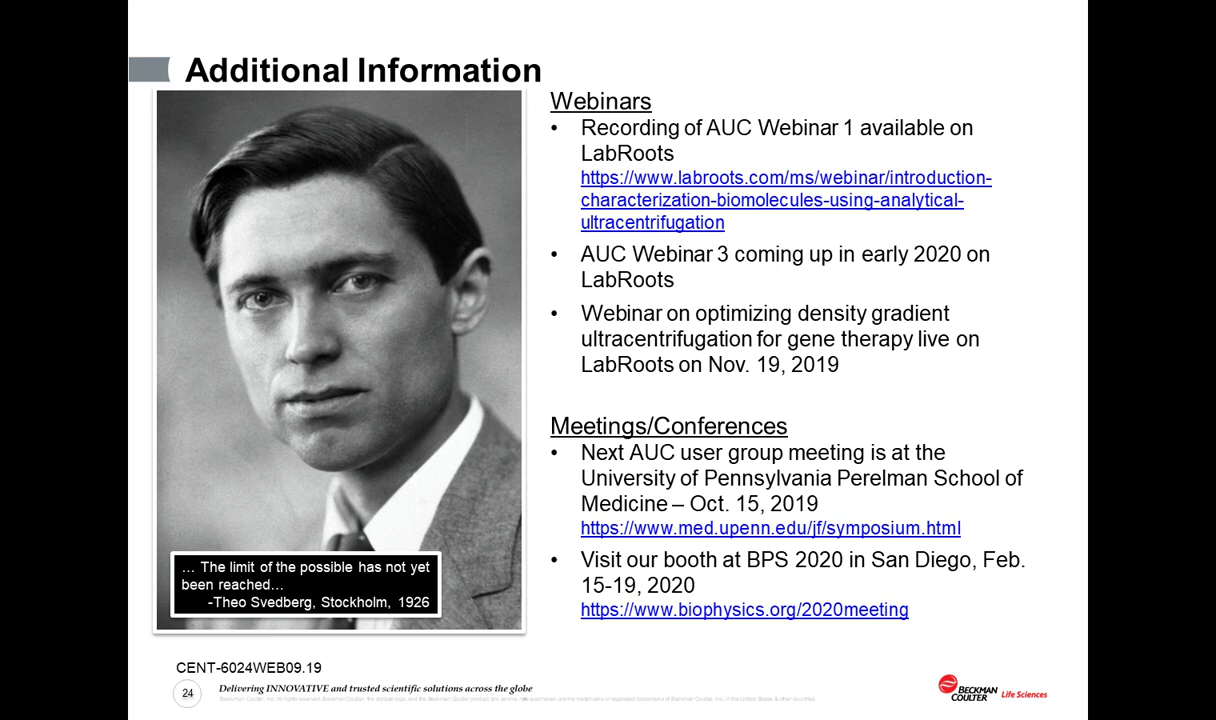 Additional Information
Webinars
• Recording of AUC Webinar 1 available on
LabRoots
https://www.labroots.com/ms/webinar/introduction-
characterization-biomolecules-using-analytical-
ultracentrifugation
• AUC Webinar 3 coming up in early 2020 on
LabRoots
• Webinar on optimizing density gradient
ultracentrifugation for gene therapy live on
LabRoots on Nov. 19, 2019
Meetings/Conferences
• Next AUC user group meeting is at the
University of Pennsylvania Perelman School of
Medicine – Oct. 15, 2019
https://www.med.upenn.edu/jf/symposium.html
• Visit our booth at BPS 2020 in San Diego, Feb.
15-19, 2020
https://www.biophysics.org/2020meeting
… The limit of the possible has not yet
been reached…
-Theo Svedberg, Stockholm, 1926
CENT-6024WEB09.19
24
Delivering INNOVATIVE and trusted scientific solutions across the globe
BECKMAN
COULTER
Life Sciences